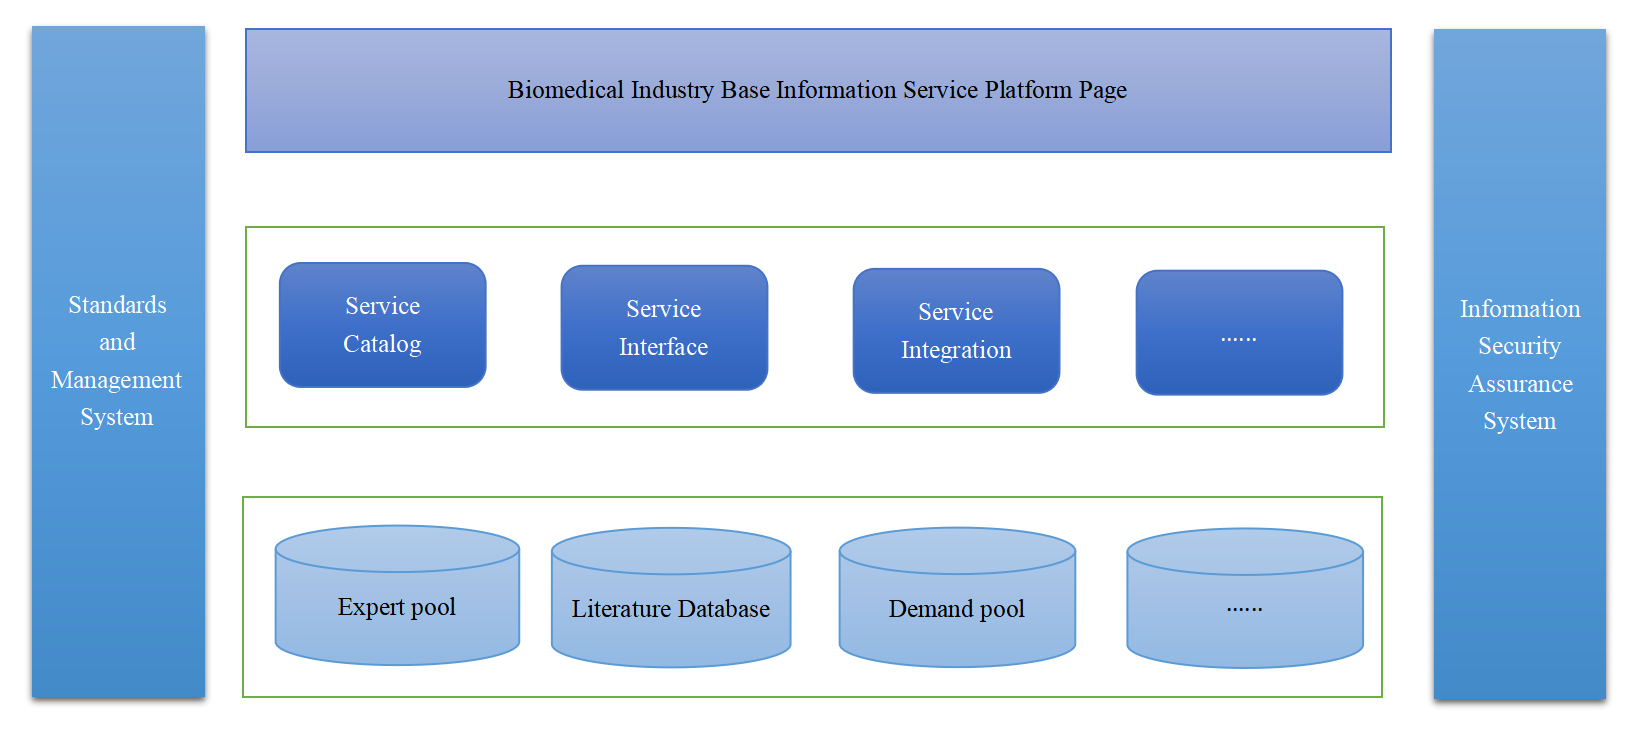 Standards
and
Management
System
Biomedical Industry Base Information Service Platform Page
Service
Catalog
Service
Interface
Service
Integration
......
Expert pool
Literature Database
Demand pool
......
Information
Security
Assurance
System